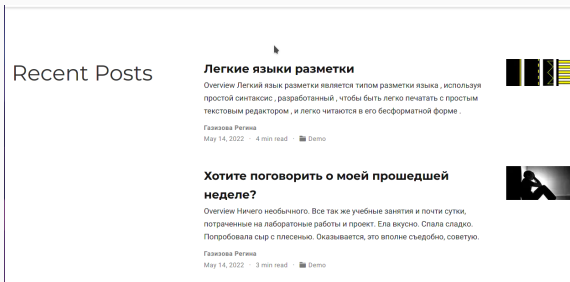 Recent Posts
Легкие языки разметки
Overview Легкий язык разметки является типом разметки языка , используя
простой синтаксис , разработанный , чтобы быть легко печатать с простым
текстовым редактором , и легко читаются в его бесформатной форме .
Газизова Регина
May 14, 2022 · 4 min read · Demo
Хотите поговорить о моей прошедшей
неделе?
Overview Ничего необычного. Все так же учебные занятия и почти сутки,
потраченные на лаборатоные работы и проект. Ела вкусно. Спала сладко.
Попробовала сыр с плесенью. Оказывается, это вполне съедобно, советую.
Газизова Регина
May 14, 2022 · 3 min read · Demo